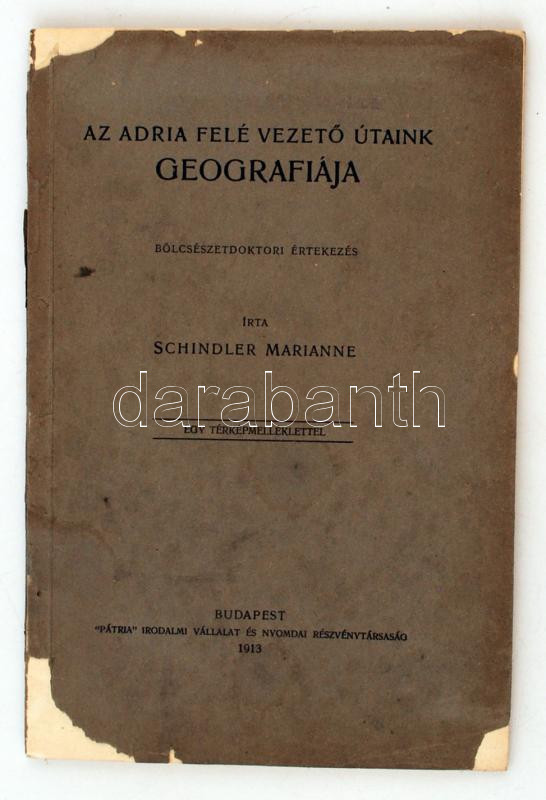 AZ ADRIA FELÉ VEZETŐ ÚTAINK
GEOGRAFIÁJA
BÖLCSÉSZETDOKTORI ÉRTEKEZÉS
ÍRTA
SCHINDLER MARIANNE
darabanth
EGY TÉRKÉPMELLÉKLETTEL
BUDAPEST
"PÁTRIA" IRODALMI VÁLLALAT ÉS NYOMDAI RÉSZVÉNYTÁRSASÁG
1913